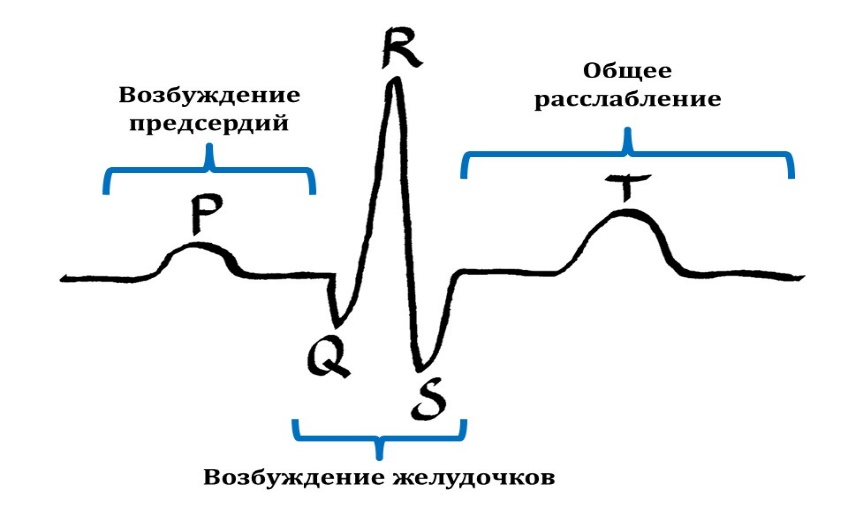 R
Общее
расслабление
Возбуждение
предсердий
T
P
Q
S
Возбуждение желудочков